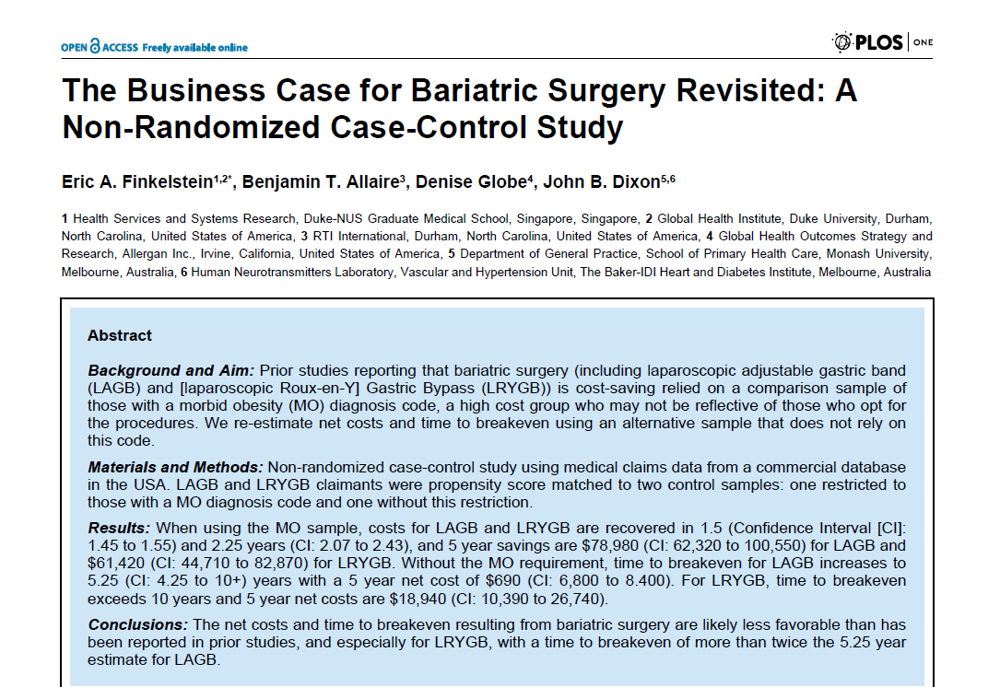 OPEN ACCESS Freely available online
PLOS ONE
The Business Case for Bariatric Surgery Revisited: A
Non-Randomized Case-Control Study
Eric A. Finkelstein1,2*, Benjamin T. Allaire3, Denise Globe4, John B. Dixon5,6
1 Health Services and Systems Research, Duke-NUS Graduate Medical School, Singapore, Singapore, 2 Global Health Institute, Duke University, Durham,
North Carolina, United States of America, 3 RTI International, Durham, North Carolina, United States of America, 4 Global Health Outcomes Strategy and
Research, Allergan Inc., Irvine, California, United States of America, 5 Department of General Practice, School of Primary Health Care, Monash University,
Melbourne, Australia, 6 Human Neurotransmitters Laboratory, Vascular and Hypertension Unit, The Baker-IDI Heart and Diabetes Institute, Melbourne, Australia
Abstract
Background and Aim: Prior studies reporting that bariatric surgery (including laparoscopic adjustable gastric band
(LAGB) and [laparoscopic Roux-en-Y] Gastric Bypass (LRYGB)) is cost-saving relied on a comparison sample of
those with a morbid obesity (MO) diagnosis code, a high cost group who may not be reflective of those who opt for
the procedures. We re-estimate net costs and time to breakeven using an alternative sample that does not rely on
this code.
Materials and Methods: Non-randomized case-control study using medical claims data from a commercial database
in the USA. LAGB and LRYGB claimants were propensity score matched to two control samples: one restricted to
those with a MO diagnosis code and one without this restriction.
Results: When using the MO sample, costs for LAGB and LRYGB are recovered in 1.5 (Confidence Interval [CI]:
1.45 to 1.55) and 2.25 years (CI: 2.07 to 2.43), and 5 year savings are $78,980 (CI: 62,320 to 100,550) for LAGB and
$61,420 (CI: 44,710 to 82,870) for LRYGB. Without the MO requirement, time to breakeven for LAGB increases to
5.25 (CI: 4.25 to 10+) years with a 5 year net cost of $690 (CI: 6,800 to 8.400). For LRYGB, time to breakeven
exceeds 10 years and 5 year net costs are $18,940 (CI: 10,390 to 26,740).
Conclusions: The net costs and time to breakeven resulting from bariatric surgery are likely less favorable than has
been reported in prior studies, and especially for LRYGB, with a time to breakeven of more than twice the 5.25 year
estimate for LAGB.